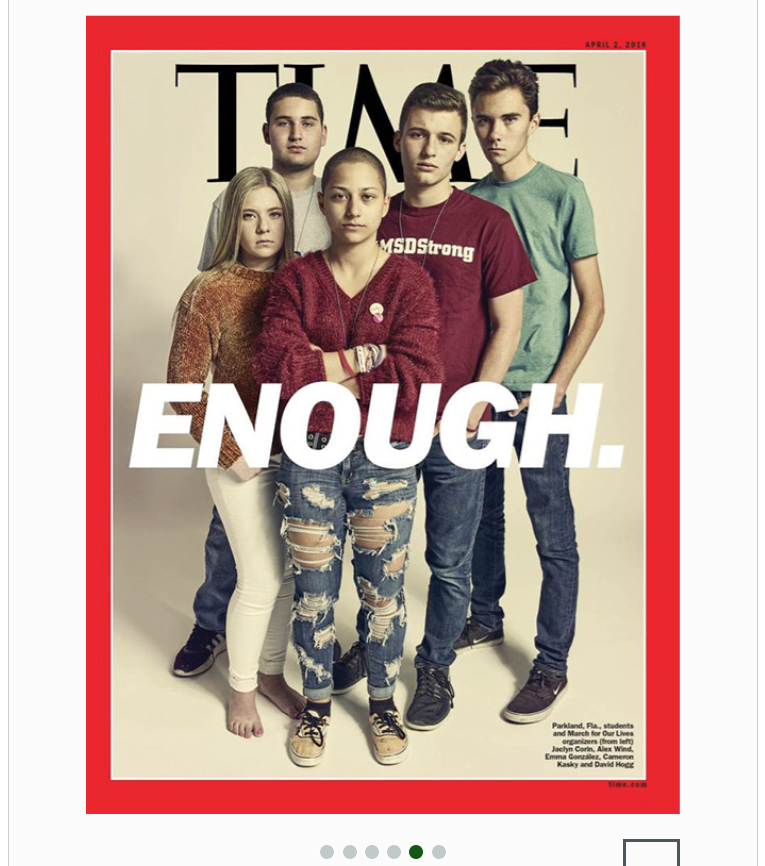 APRIL 2, 2018
TIME
#MSDStrong
ENOUGH.
Parkland, Fla., students
and March for Our Lives
organizers (from left)
Jaclyn Corin, Alex Wind,
Emma González, Cameron
Kasky and David Hogg
time.com